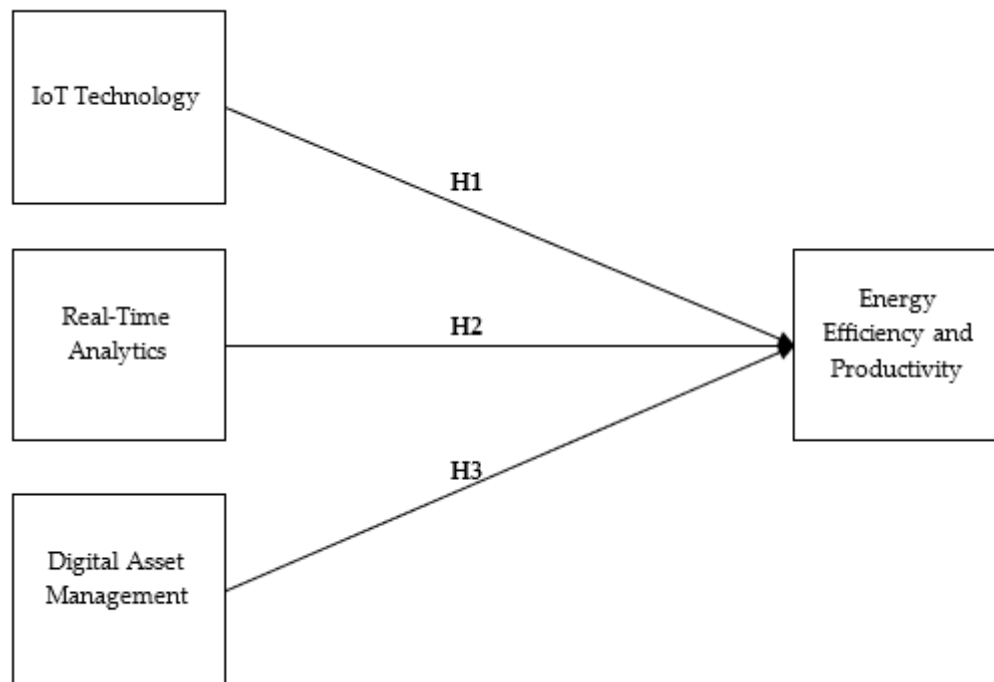 IoT Technology
H1
Real-Time
Analytics
H2
Energy
Efficiency and
Productivity
H3
Digital Asset
Management